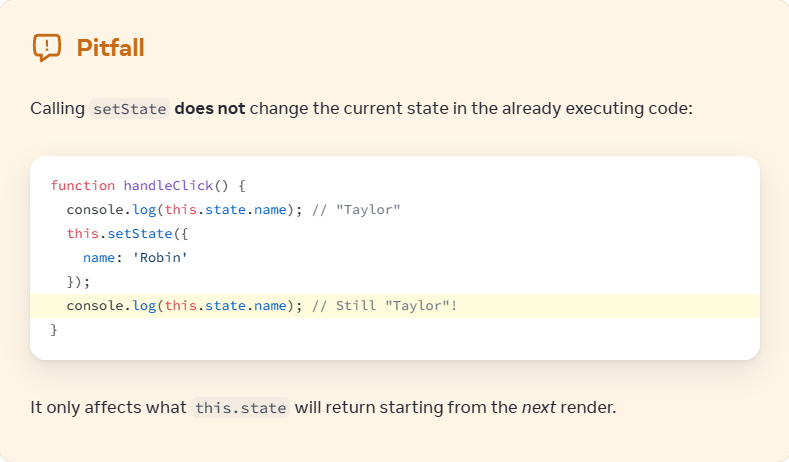 Pitfall
Calling setState does not change the current state in the already executing code:
function handleClick() {
  console.log(this.state.name); // "Taylor"
  this.setState({
    name: 'Robin'
  });
  console.log(this.state.name); // Still "Taylor"!
}
It only affects what this.state will return starting from the next render.